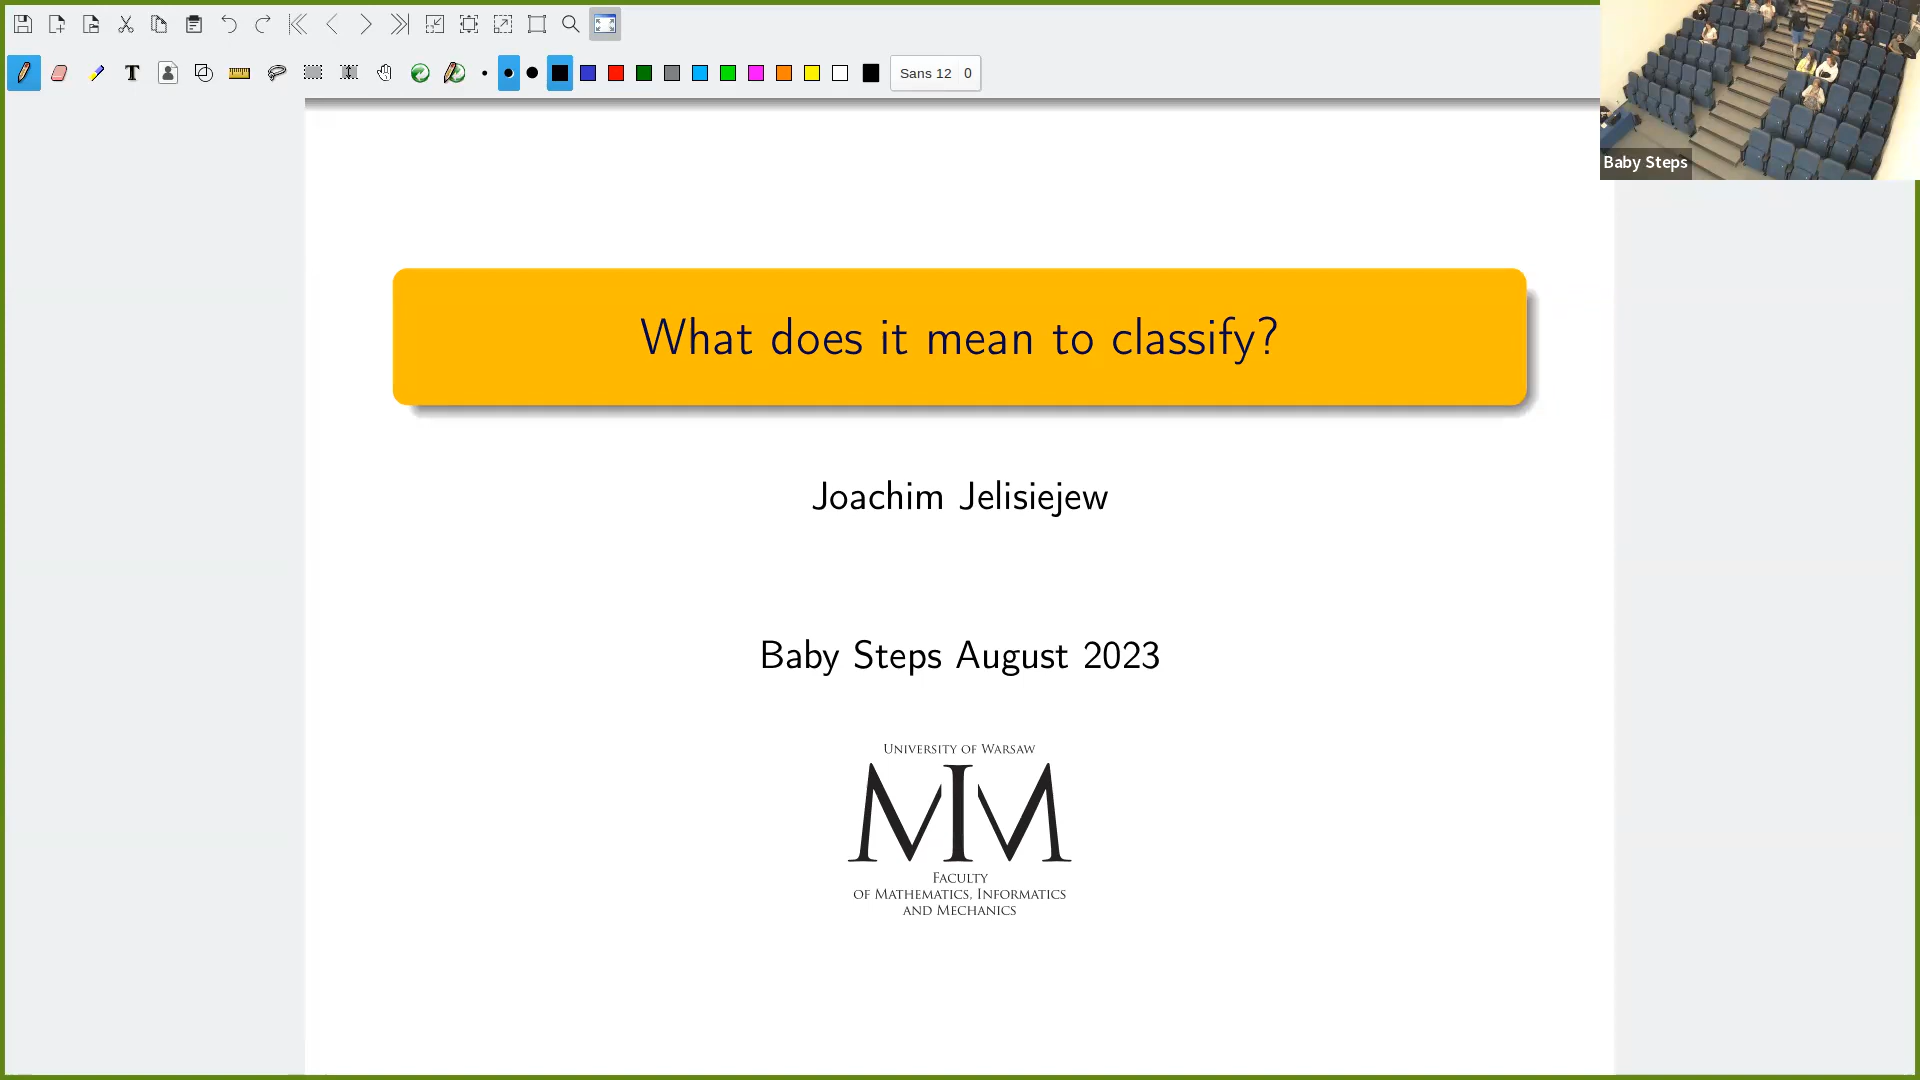 T
Sans 12 0
Baby Steps
What does it mean to classify?
Joachim Jelisiejew
Baby Steps August 2023
UNIVERSITY OF WARSAW
MIM
FACULTY
OF MATHEMATICS, INFORMATICS
AND MECHANICS